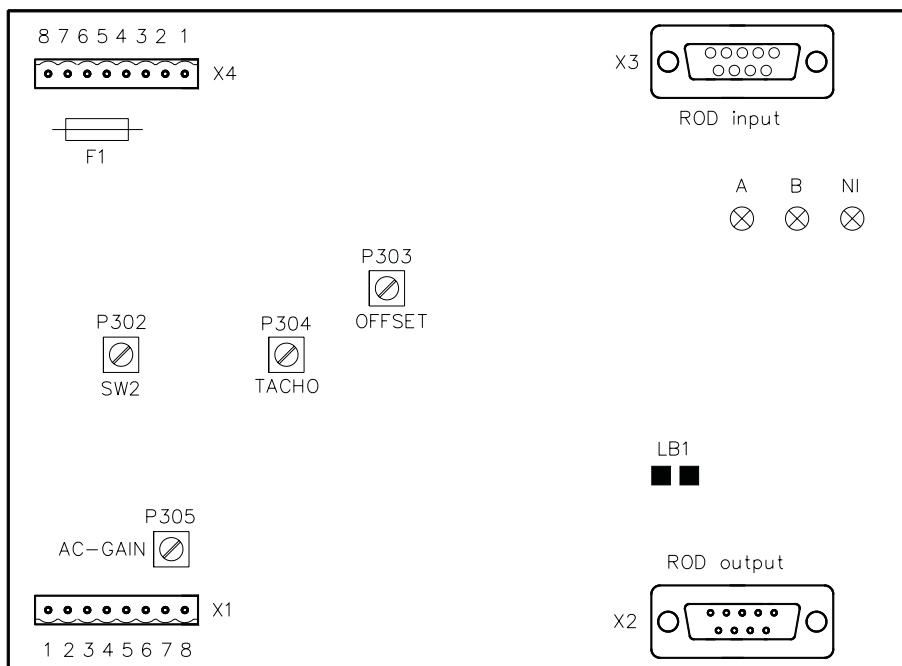 8 7 6 5 4 3 2 1
X4
F1
X3
ROD input
A B NI
P303
OFFSET
P302
SW2
P304
TACHO
LB1
P305
AC-GAIN
X1
1 2 3 4 5 6 7 8
ROD output
X2